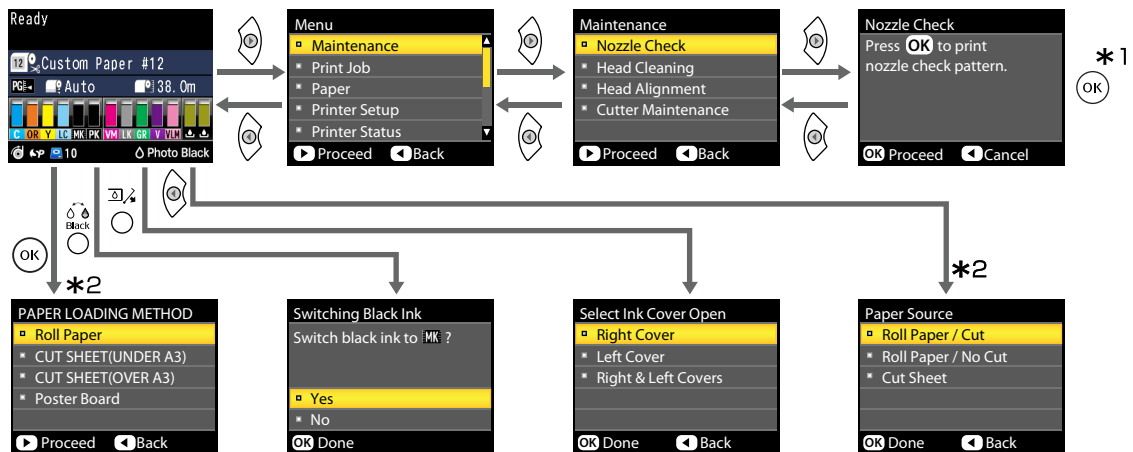 Ready
12 Custom Paper #12
PG Auto 38.0m
C OR Y LC MK PK VM LK GR V VLM
10 Photo Black
Menu
Maintenance
Print Job
Paper
Printer Setup
Printer Status
Proceed Back
Maintenance
Nozzle Check
Head Cleaning
Head Alignment
Cutter Maintenance
Proceed Back
Nozzle Check
Press OK to print
nozzle check pattern.
OK Proceed Cancel
*1
OK
OK
Black
*2
*2
PAPER LOADING METHOD
Roll Paper
CUT SHEET(UNDER A3)
CUT SHEET(OVER A3)
Poster Board
Proceed Back
Switching Black Ink
Switch black ink to MK ?
Yes
No
OK Done
Select Ink Cover Open
Right Cover
Left Cover
Right & Left Covers
OK Done Back
Paper Source
Roll Paper / Cut
Roll Paper / No Cut
Cut Sheet
OK Done Back